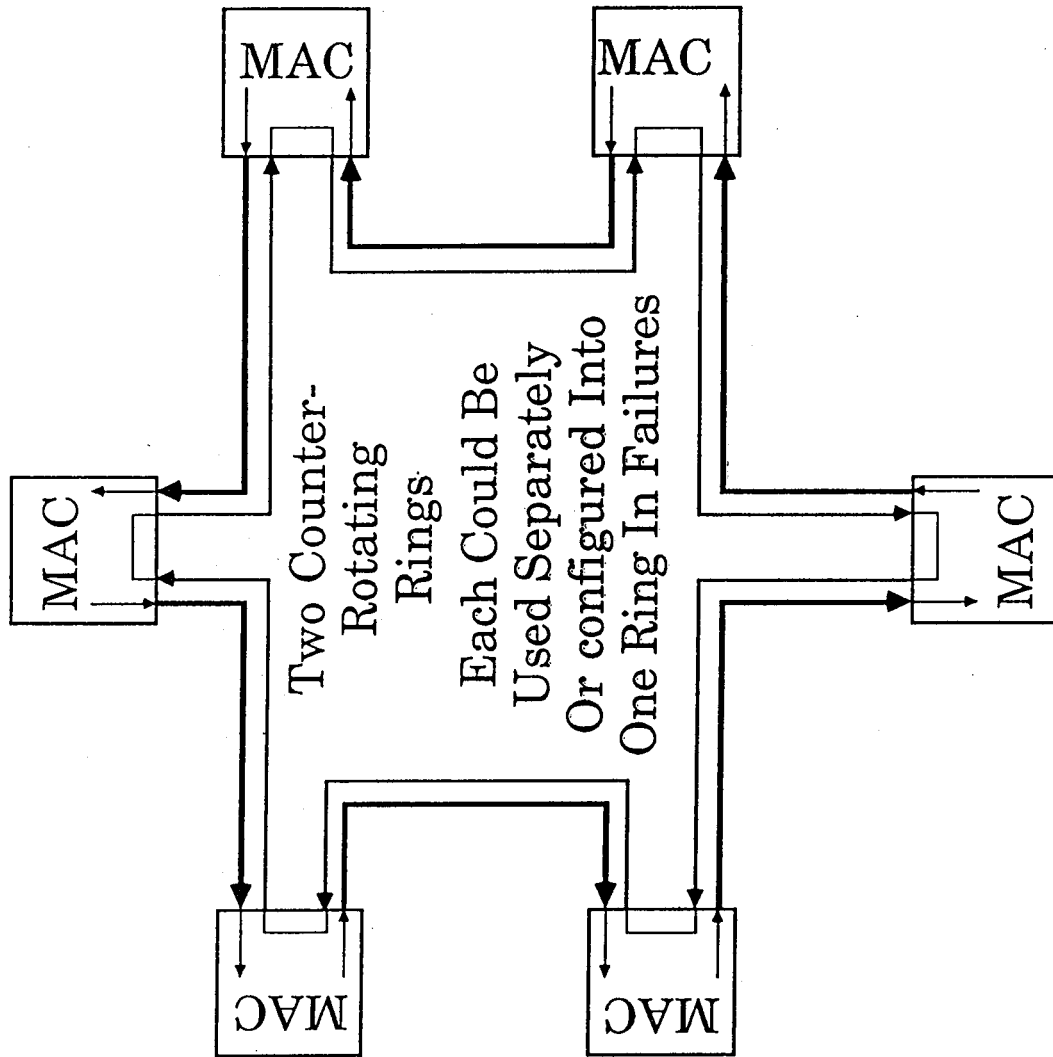 MAC
MAC
MAC
Two Counter-
Rotating
Rings
Each Could Be
Used Separately
Or configured Into
One Ring In Failures
MAC
MAC
MAC